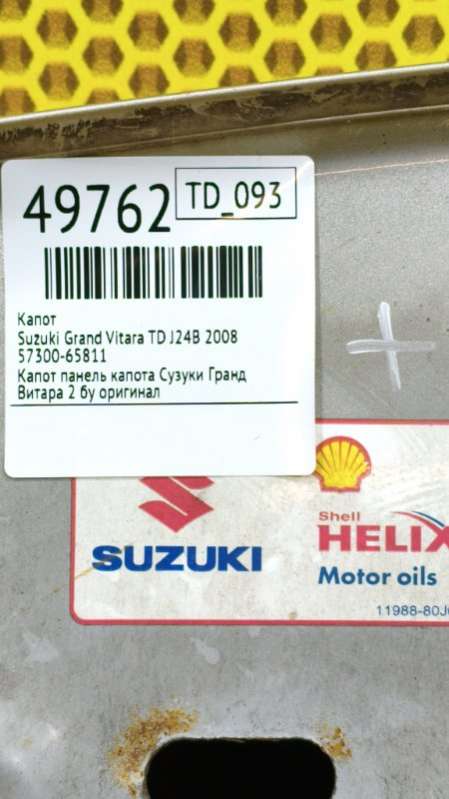 49762 TD_093
Капот
Suzuki Grand Vitara TD J24B 2008
57300-65811
Капот панель капота Сузуки Гранд
Витара 2 бу оригинал
SUZUKI
Shell
HELIX
Motor oils